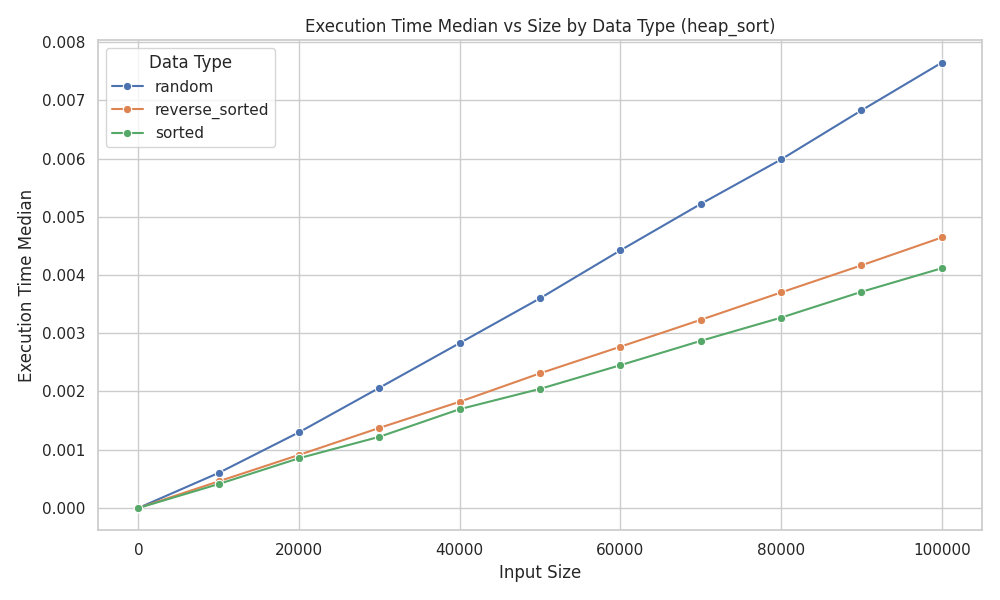 Execution Time Median vs Size by Data Type (heap_sort)
Data Type
random
reverse_sorted
sorted
Execution Time Median
0.008
0.007
0.006
0.005
0.004
0.003
0.002
0.001
0.000
0
20000
40000
60000
80000
100000
Input Size